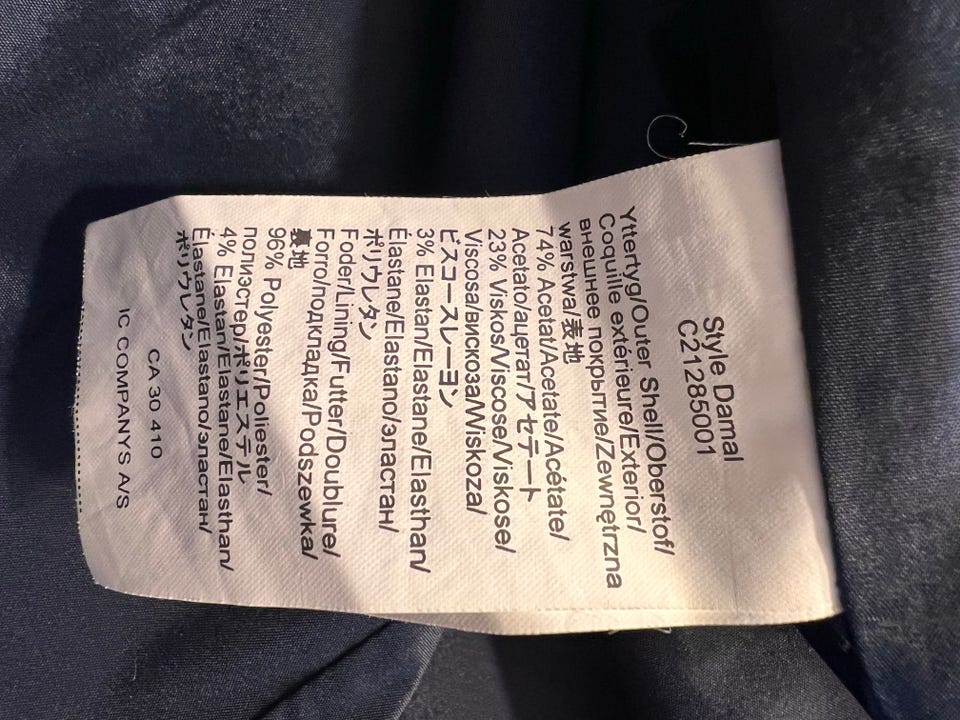 Style Damal
C21285001
Yttertyg/Outer Shell/Oberstoff/
Coquille extérieure/Exterior/
внешнее покрытие/Zewnętrzna
warstwa/表地
74% Acetat/Acetate/Acétate/
Acetato/ацетат/アセテート
23% Viskos/Viscose/Viskose/
Viscosa/вискоза/Wiskoza/
ビスコースレーヨン
3% Elastan/Elastane/Elasthan/
Élastane/Elastano/эластан/
ポリウレタン
Foder/Lining/Futter/Doublure/
Forro/подкладка/Podszewka/
裏地
96% Polyester/Poliester/
полиэстер/ポリエステル
4% Elastan/Elastane/Elasthan/
Élastane/Elastano/эластан/
ポリウレタン
CA 30 410
IC COMPANYS A/S